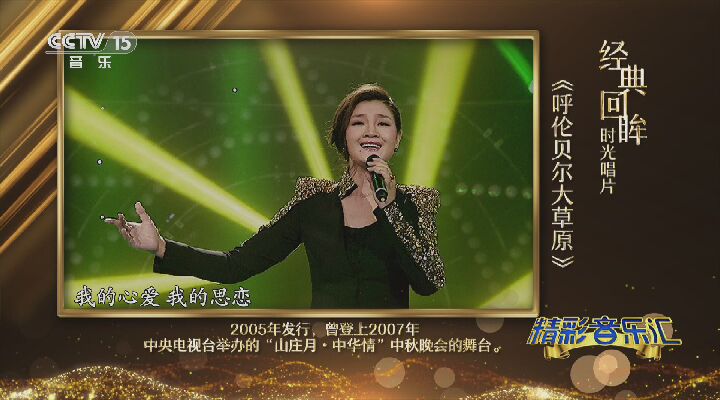 CCTV 15
音乐
经典回眸
时光唱片
《呼伦贝尔大草原》
我的心爱 我的思恋
精彩音乐汇
2005年发行，曾登上2007年
中央电视台举办的“山庄月·中华情”中秋晚会的舞台。